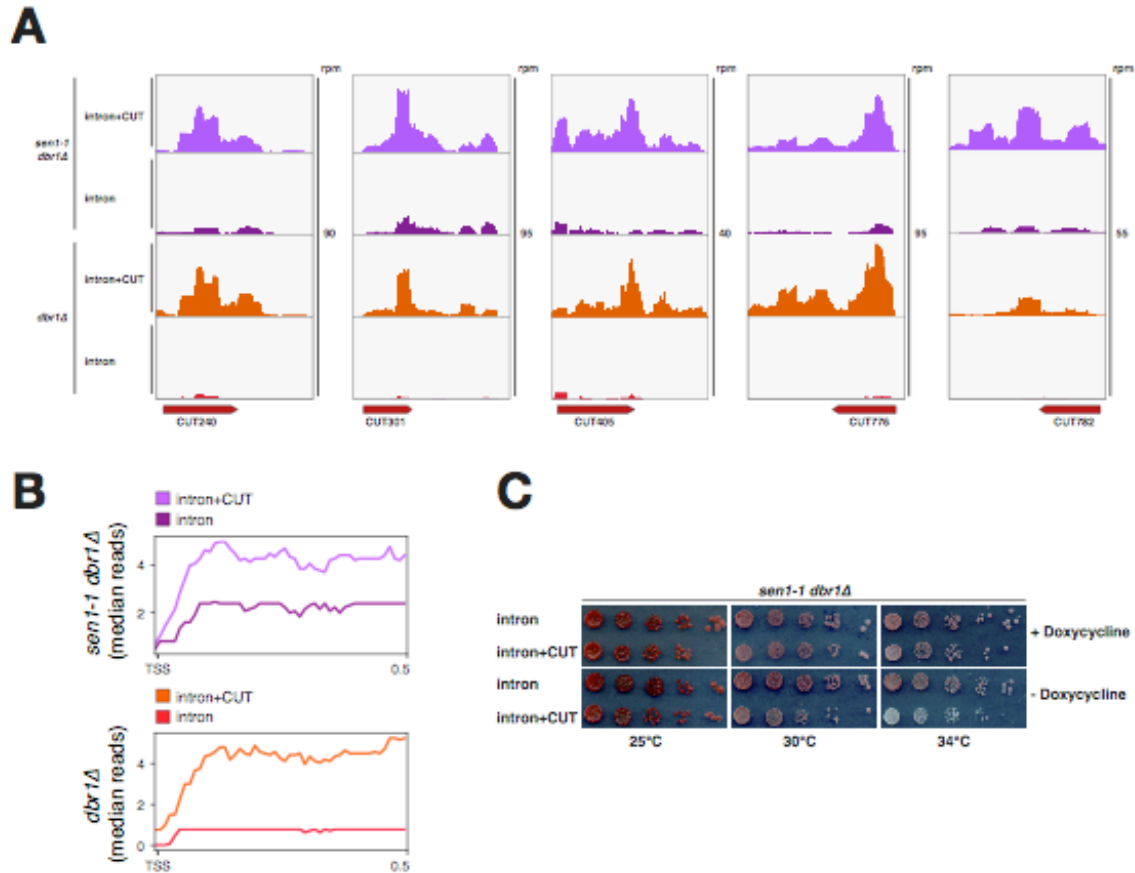 A
rpm rpm rpm rpm rpm
sen1-1 dbr1Δ
intron+CUT
intron
90 95 40 95 55
dbr1Δ
intron+CUT
intron
CUT240 CUT301 CUT405 CUT776 CUT782
B
intron+CUT
intron
sen1-1 dbr1Δ
(median reads)
4
2
TSS 0.5
intron+CUT
intron
dbr1Δ
(median reads)
4
2
0
TSS 0.5
C
sen1-1 dbr1Δ
intron
intron+CUT
+ Doxycycline
intron
intron+CUT
- Doxycycline
25°C 30°C 34°C